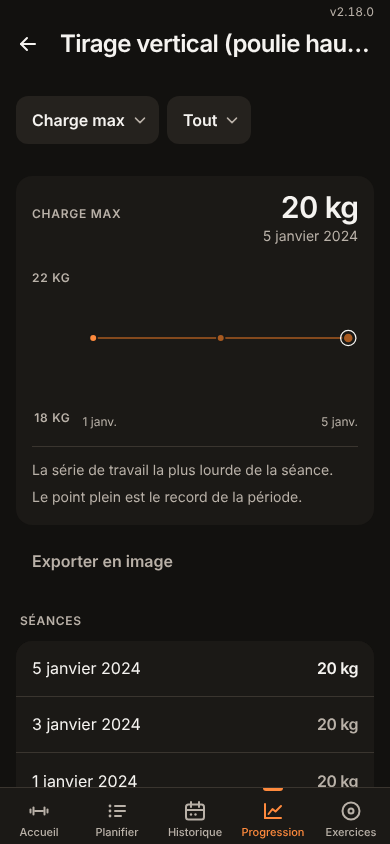 v2.18.0
Tirage vertical (poulie hau...
Charge max
Tout
CHARGE MAX
20 kg
5 janvier 2024
22 KG
18 KG
1 janv.
5 janv.
La série de travail la plus lourde de la séance.
Le point plein est le record de la période.
Exporter en image
SÉANCES
5 janvier 2024 20 kg
3 janvier 2024 20 kg
1 janvier 2024 20 kg
Accueil
Planifier
Historique
Progression
Exercices